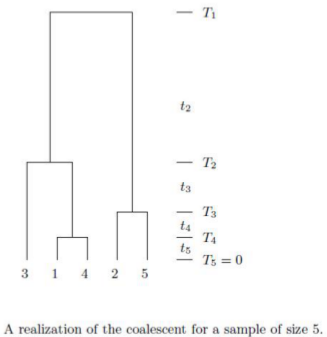 T₁
t₂
T₂
t₃
T₃
t₄
T₄
t₅
T₅ = 0
3 1 4 2 5
A realization of the coalescent for a sample of size 5.